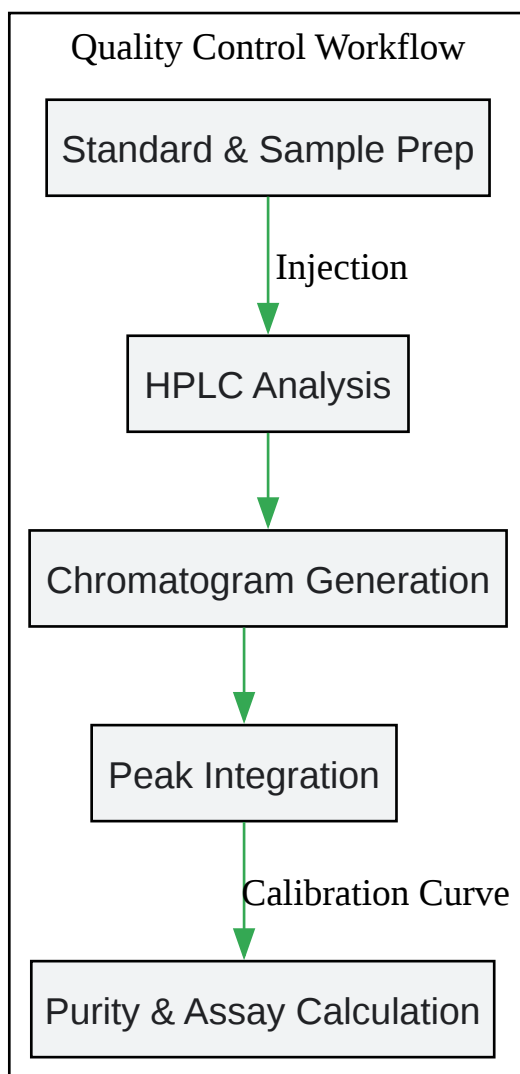 Quality Control Workflow
Standard & Sample Prep
Injection
HPLC Analysis
Chromatogram Generation
Peak Integration
Calibration Curve
Purity & Assay Calculation